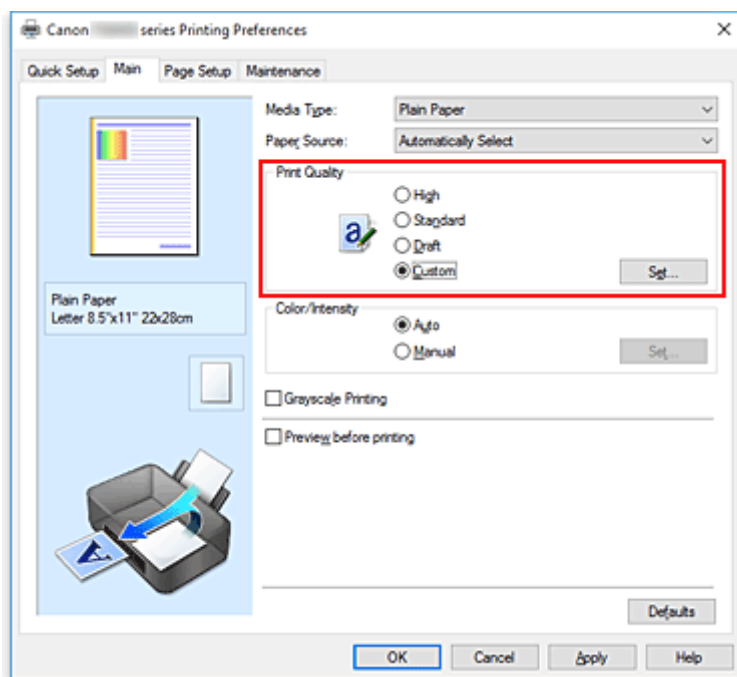 Canon series Printing Preferences
Quick Setup Main Page Setup Maintenance
Media Type: Plain Paper
Paper Source: Automatically Select
Print Quality
High
Standard
a
Draft
Custom Set...
Plain Paper
Letter 8.5"x11" 22x28cm
Color/Intensity
Auto
Manual Set...
Grayscale Printing
Preview before printing
A
Defaults
OK Cancel Apply Help